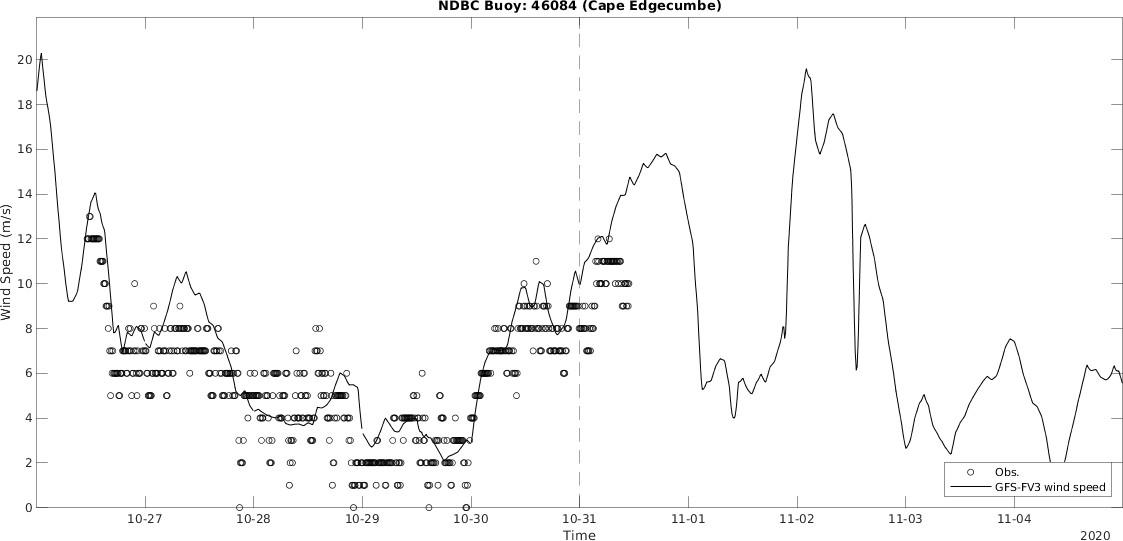 NDBC Buoy: 46084 (Cape Edgecumbe)
Wind Speed (m/s)
20
18
16
14
12
10
8
6
4
2
0
10-27 10-28 10-29 10-30 10-31 11-01 11-02 11-03 11-04
Time
2020
Obs.
GFS-FV3 wind speed